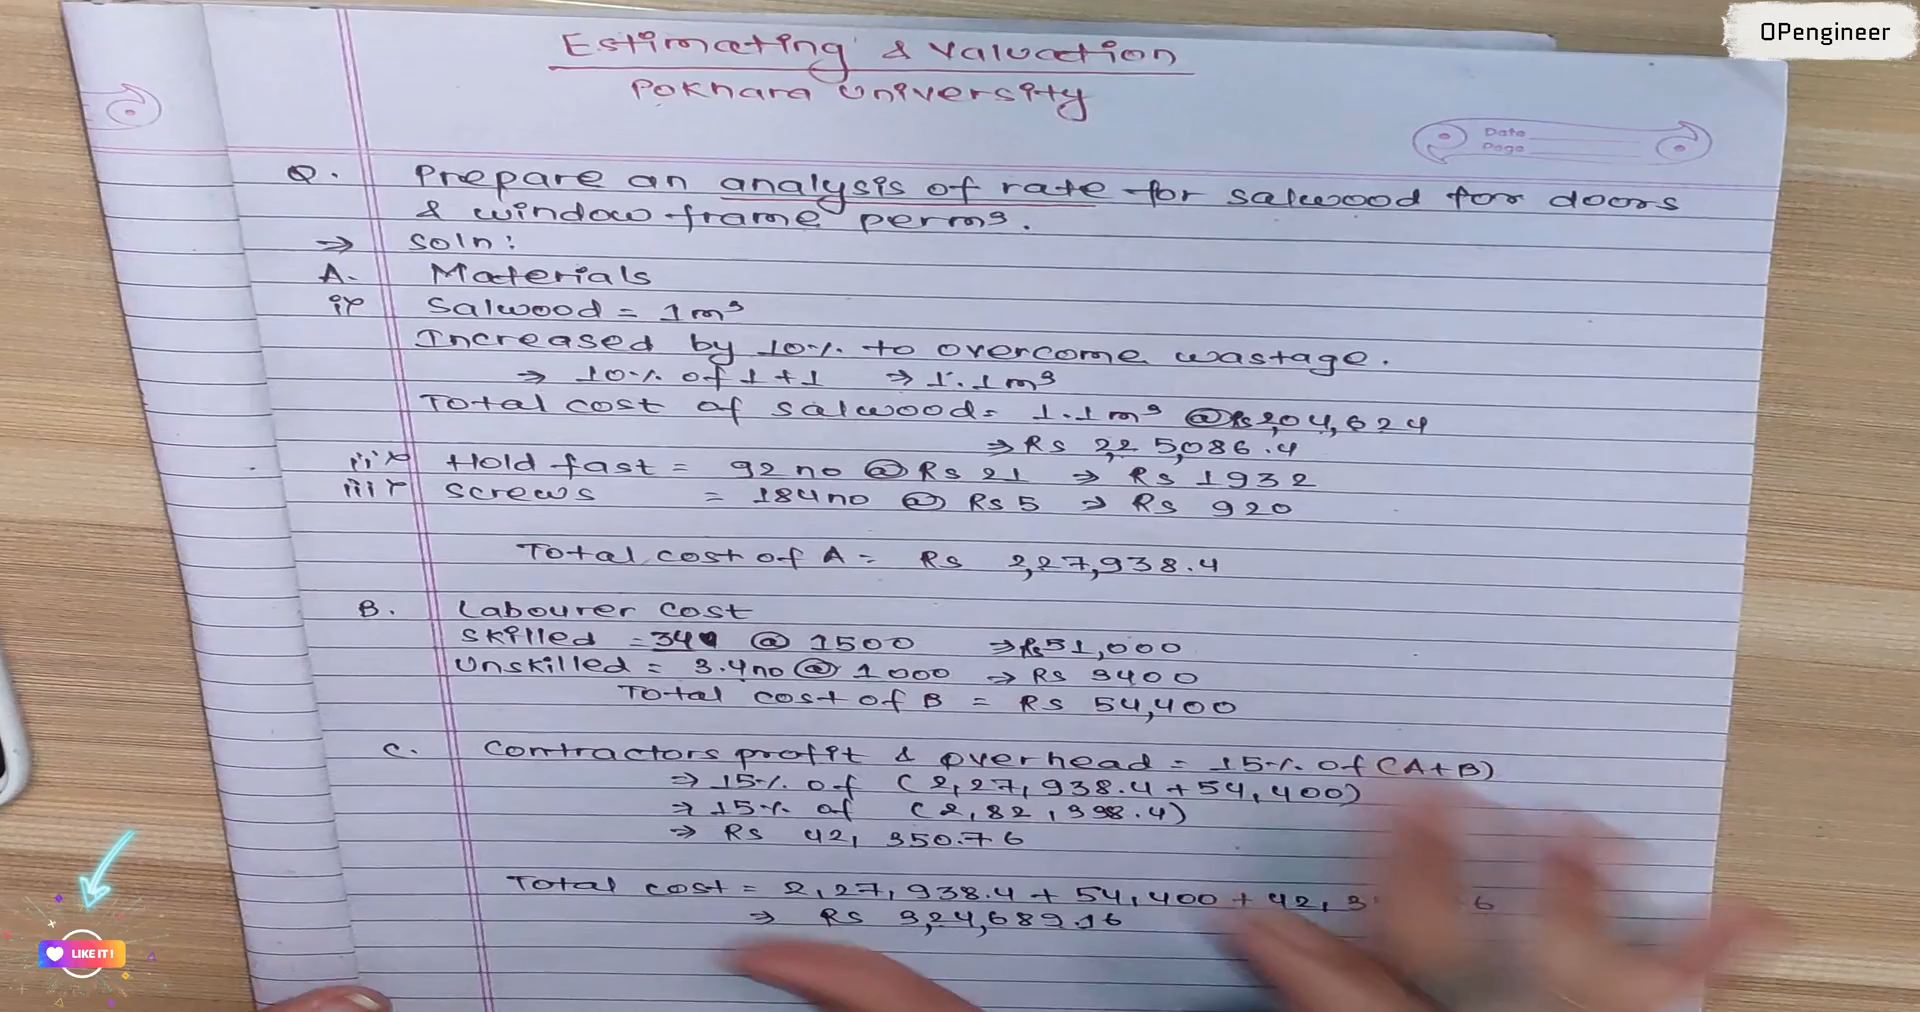 OPengineer
Estimating & Valuation
Pokhara University
Date
Page
Q. Prepare an analysis of rate for salwood for doors
& window frame per m³.
⇒ Soln:
A. Materials
i) Salwood = 1m³
Increased by 10% to overcome wastage.
⇒ 10% of 1+1 ⇒ 1.1m³
Total cost of salwood = 1.1m³ @Rs 2,04,624
⇒ Rs 2,25,086.4
ii) Hold fast = 92 no @ Rs 21 ⇒ Rs 1932
iii) screws = 184no @ Rs 5 ⇒ Rs 920
Total cost of A = Rs 2,27,938.4
B. Labourer cost
Skilled = 34 @ 1500 ⇒ Rs 51,000
Unskilled = 3.4no @ 1000 ⇒ Rs 3400
Total cost of B = Rs 54,400
C. Contractors profit & overhead = 15% of (A+B)
⇒ 15% of (2,27,938.4 + 54,400)
⇒ 15% of (2,82,338.4)
⇒ Rs 42,350.76
Total cost = 2,27,938.4 + 54,400 + 42,3 6
⇒ Rs 3,24,689.16
LIKE IT!